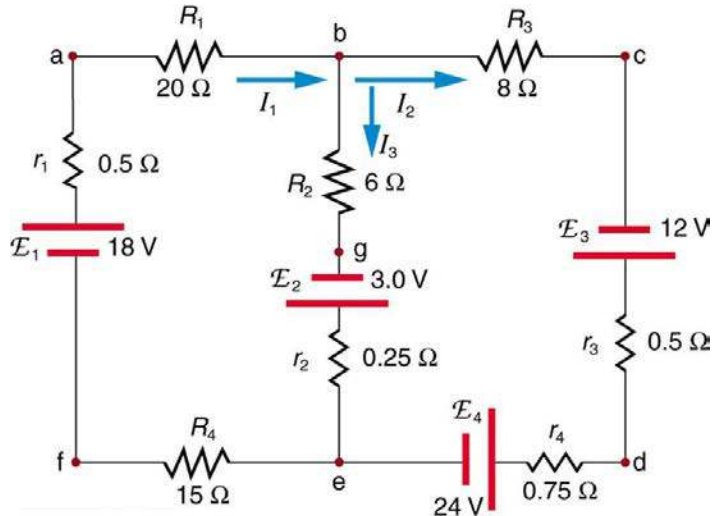 R₁
a
b
R₃
c
20 Ω
I₁
I₂
8 Ω
I₃
r₁
0.5 Ω
R₂
6 Ω
ℰ₁
18 V
g
ℰ₂
3.0 V
ℰ₃
12 V
r₂
0.25 Ω
r₃
0.5 Ω
ℰ₄
R₄
r₄
f
e
d
15 Ω
24 V
0.75 Ω